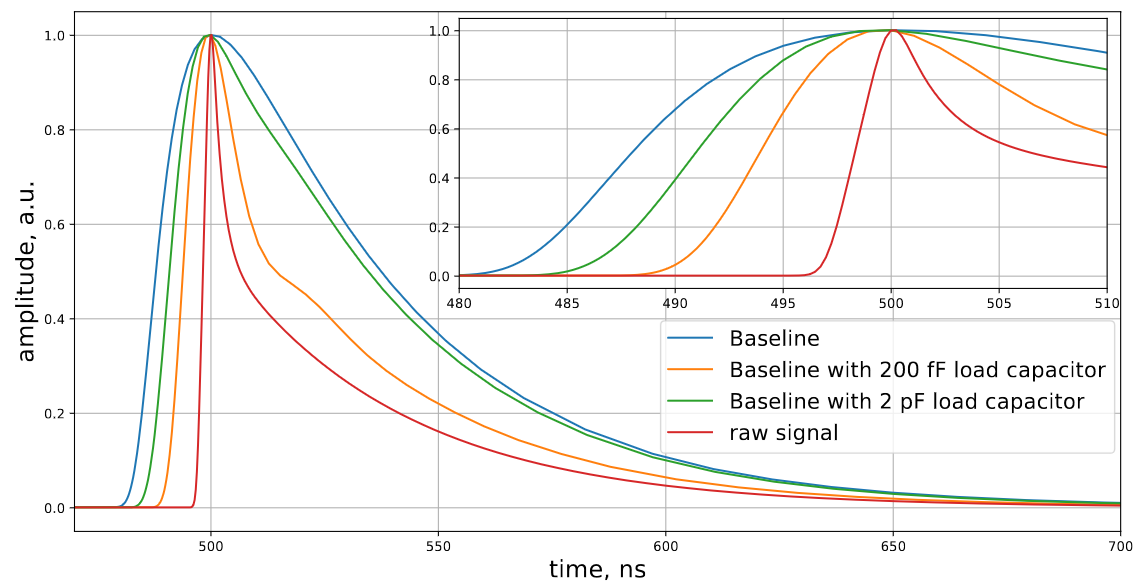 1.0
0.8
0.6
0.4
0.2
0.0
amplitude, a.u.
1.0
0.8
0.6
0.4
0.2
0.0
480 485 490 495 500 505 510
Baseline
Baseline with 200 fF load capacitor
Baseline with 2 pF load capacitor
raw signal
500 550 600 650 700
time, ns